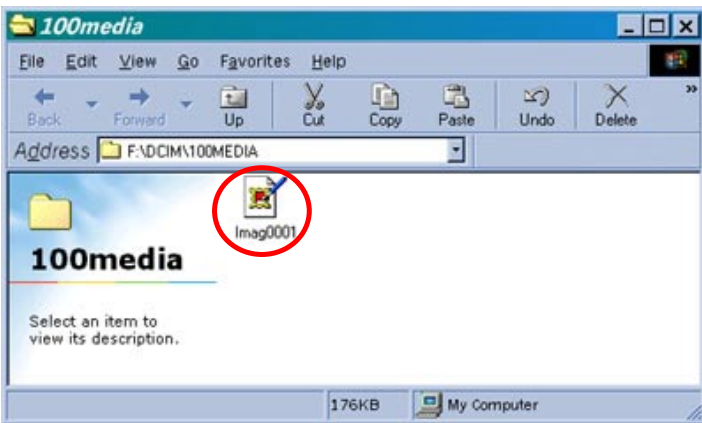 100media
File Edit View Go Favorites Help
Back Forward Up Cut Copy Paste Undo Delete »
Address F:\DCIM\100MEDIA
Imag0001
100media
Select an item to
view its description.
176KB My Computer